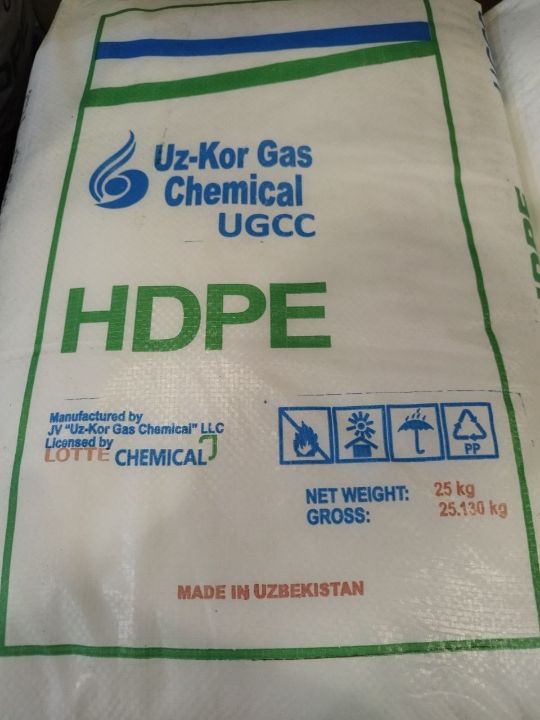 Uz-Kor Gas
Chemical
UGCC
HDPE
Manufactured by
JV "Uz-Kor Gas Chemical" LLC
Licensed by
LOTTE CHEMICAL
PP
NET WEIGHT: 25 kg
GROSS: 25.130 kg
MADE IN UZBEKISTAN